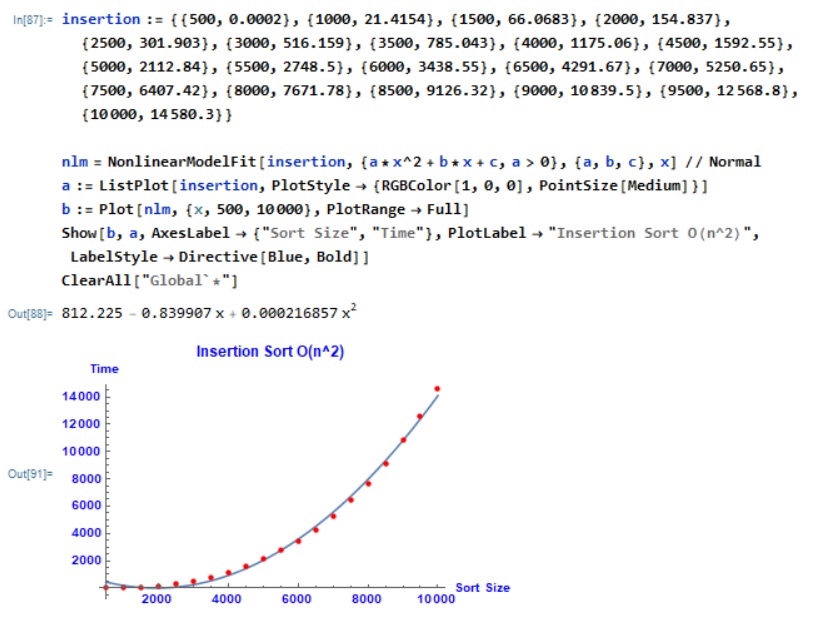 In[87]:= insertion := {{500, 0.0002}, {1000, 21.4154}, {1500, 66.0683}, {2000, 154.837},
{2500, 301.903}, {3000, 516.159}, {3500, 785.043}, {4000, 1175.06}, {4500, 1592.55},
{5000, 2112.84}, {5500, 2748.5}, {6000, 3438.55}, {6500, 4291.67}, {7000, 5250.65},
{7500, 6407.42}, {8000, 7671.78}, {8500, 9126.32}, {9000, 10839.5}, {9500, 12568.8},
{10000, 14580.3}}
nlm = NonlinearModelFit[insertion, {a*x^2 + b*x + c, a > 0}, {a, b, c}, x] // Normal
a := ListPlot[insertion, PlotStyle → {RGBColor[1, 0, 0], PointSize[Medium]}]
b := Plot[nlm, {x, 500, 10000}, PlotRange → Full]
Show[b, a, AxesLabel → {"Sort Size", "Time"}, PlotLabel → "Insertion Sort O(n^2)",
LabelStyle → Directive[Blue, Bold]]
ClearAll["Global`*"]
Out[88]= 812.225 - 0.839907 x + 0.000216857 x²
Insertion Sort O(n^2)
Time
14000
12000
10000
Out[91]= 8000
6000
4000
2000
Sort Size
2000 4000 6000 8000 10000